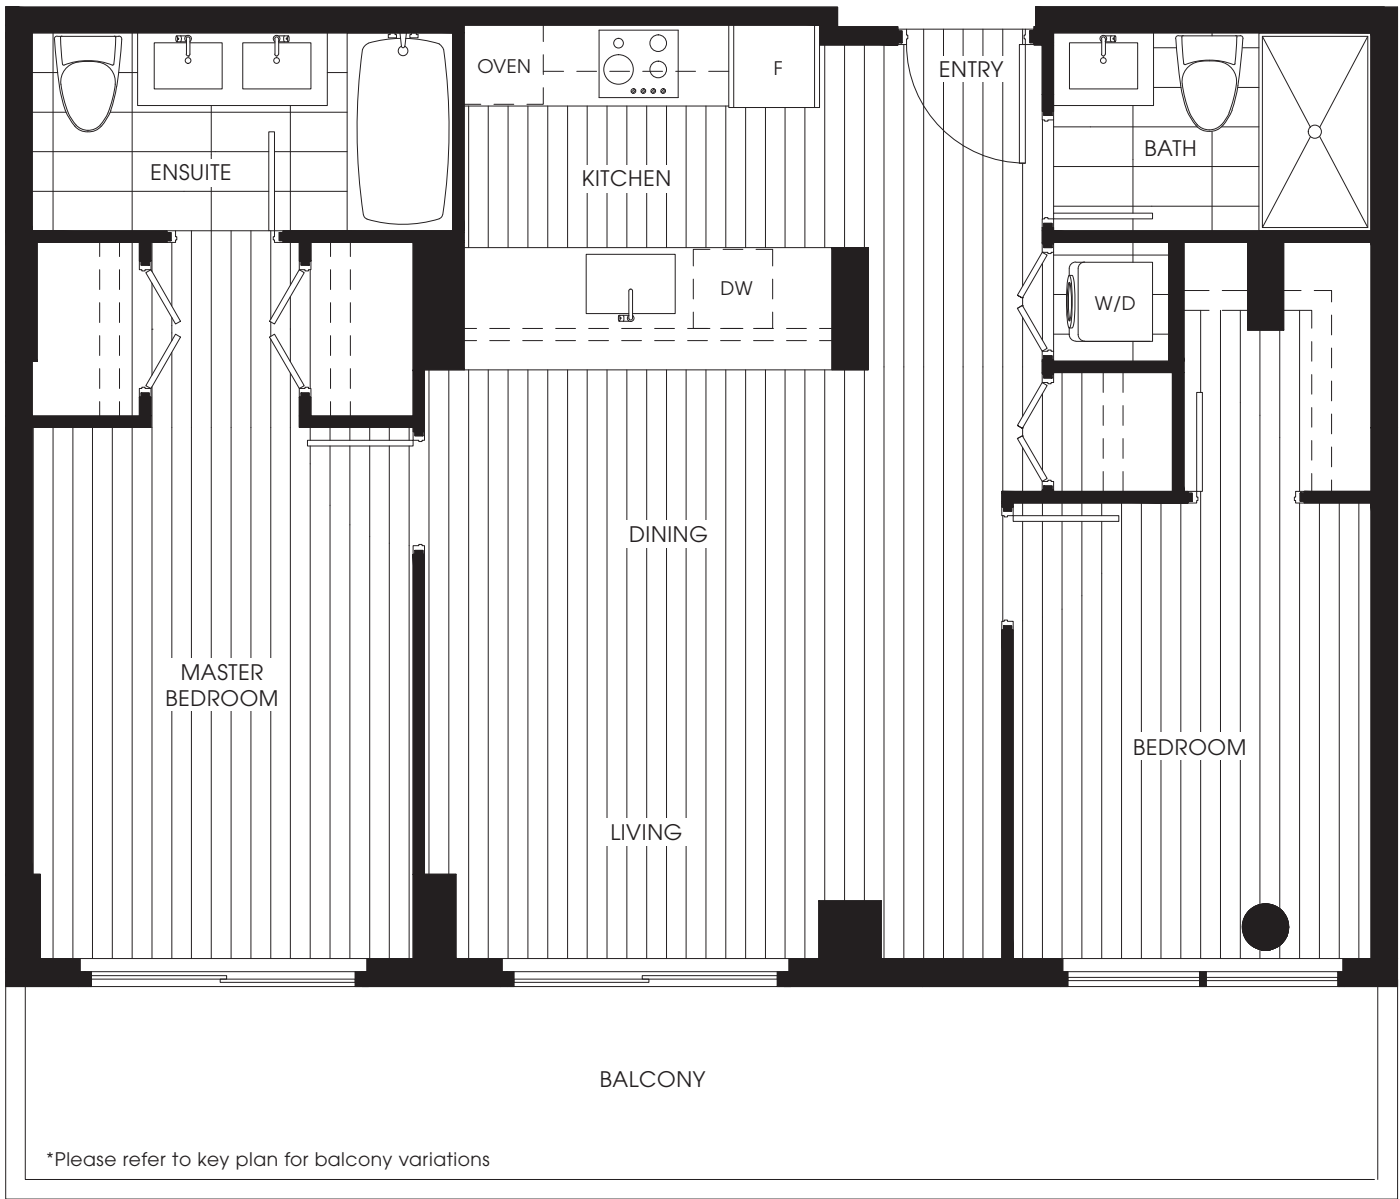 OVEN
F
ENTRY
BATH
ENSUITE
KITCHEN
DW
W/D
DINING
MASTER
BEDROOM
BEDROOM
LIVING
BALCONY
*Please refer to key plan for balcony variations